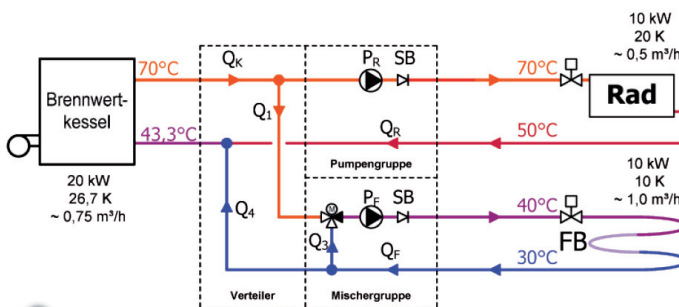 10 kW
20 K
~ 0,5 m³/h
70°C
QK
PR
SB
70°C
Brennwert-
kessel
Rad
Q1
43,3°C
QR
50°C
Pumpengruppe
20 kW
26,7 K
~ 0,75 m³/h
10 kW
10 K
~ 1,0 m³/h
M
PF
SB
40°C
Q4
Q3
FB
QF
30°C
Verteiler
Mischergruppe